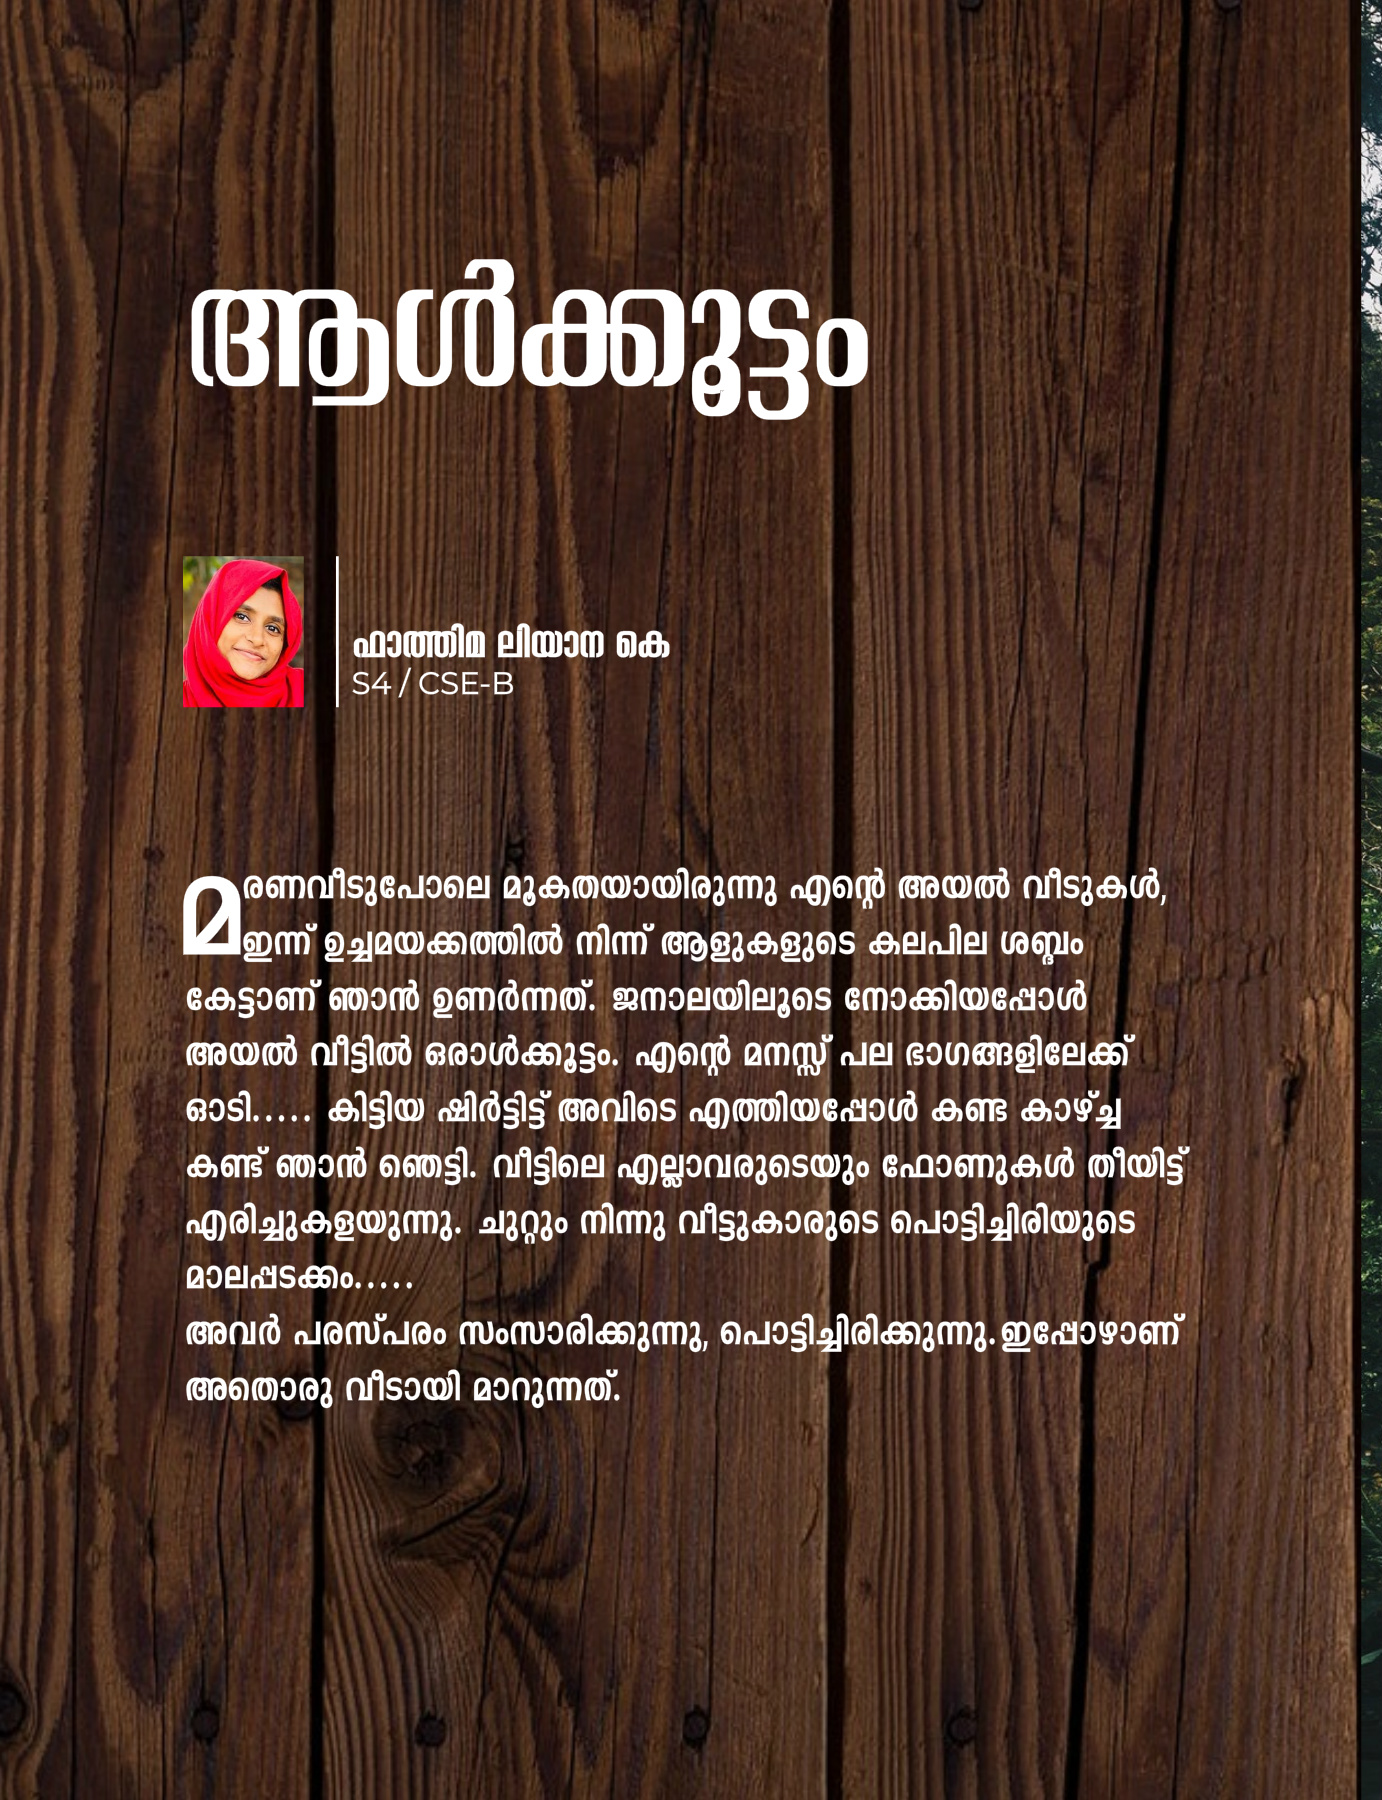 ആൾക്കൂട്ടം
ഫാത്തിമ ലിയാന കെ
S4 / CSE-B
മരണവീടുപോലെ മൂകതയായിരുന്നു എന്റെ അയൽ വീടുകൾ,
ഇന്ന് ഉച്ചമയക്കത്തിൽ നിന്ന് ആളുകളുടെ കലപില ശബ്ദം
കേട്ടാണ് ഞാൻ ഉണർന്നത്. ജനാലയിലൂടെ നോക്കിയപ്പോൾ
അയൽ വീട്ടിൽ ഒരാൾക്കൂട്ടം. എന്റെ മനസ്സ് പല ഭാഗങ്ങളിലേക്ക്
ഓടി..... കിട്ടിയ ഷിർട്ടിട്ട് അവിടെ എത്തിയപ്പോൾ കണ്ട കാഴ്ച്ച
കണ്ട് ഞാൻ ഞെട്ടി. വീട്ടിലെ എല്ലാവരുടെയും ഫോണുകൾ തീയിട്ട്
എരിച്ചുകളയുന്നു. ചുറ്റും നിന്നു വീട്ടുകാരുടെ പൊട്ടിച്ചിരിയുടെ
മാലപ്പടക്കം.....
അവർ പരസ്പരം സംസാരിക്കുന്നു, പൊട്ടിച്ചിരിക്കുന്നു. ഇപ്പോഴാണ്
അതൊരു വീടായി മാറുന്നത്.